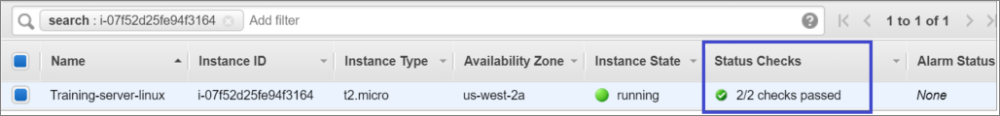 search : i-07f52d25fe94f3164 Add filter 1 to 1 of 1
Name Instance ID Instance Type Availability Zone Instance State Status Checks Alarm Status
Training-server-linux i-07f52d25fe94f3164 t2.micro us-west-2a running 2/2 checks passed None